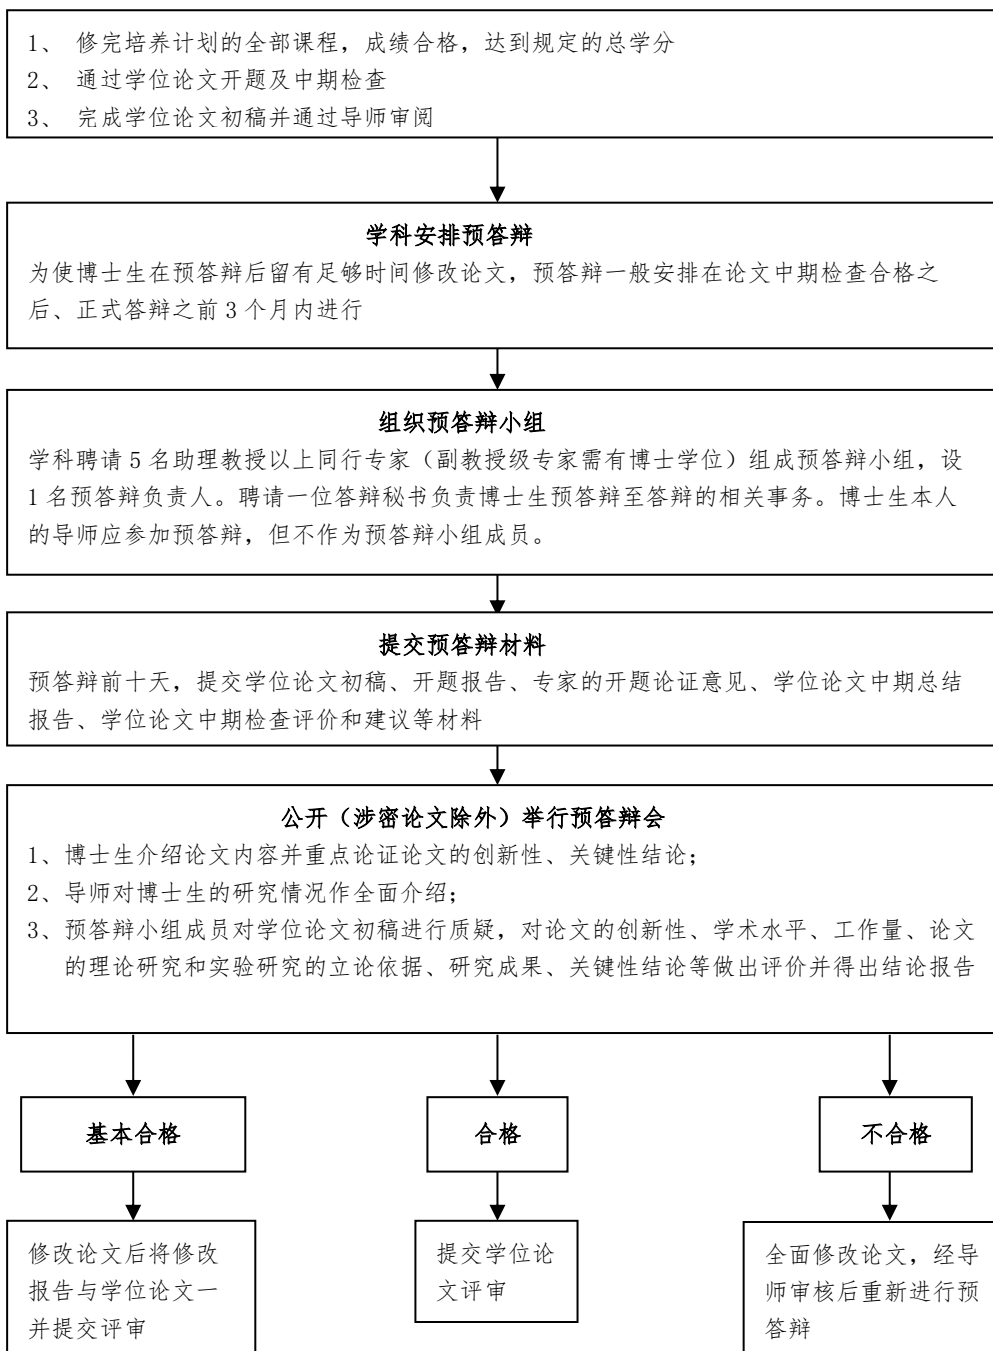 1、 修完培养计划的全部课程，成绩合格，达到规定的总学分
2、 通过学位论文开题及中期检查
3、 完成学位论文初稿并通过导师审阅
学科安排预答辩
为使博士生在预答辩后留有足够时间修改论文，预答辩一般安排在论文中期检查合格之
后、正式答辩之前 3 个月内进行
组织预答辩小组
学科聘请 5 名助理教授以上同行专家（副教授级专家需有博士学位）组成预答辩小组，设
1 名预答辩负责人。聘请一位答辩秘书负责博士生预答辩至答辩的相关事务。博士生本人
的导师应参加预答辩，但不作为预答辩小组成员。
提交预答辩材料
预答辩前十天，提交学位论文初稿、开题报告、专家的开题论证意见、学位论文中期总结
报告、学位论文中期检查评价和建议等材料
公开（涉密论文除外）举行预答辩会
1、博士生介绍论文内容并重点论证论文的创新性、关键性结论；
2、导师对博士生的研究情况作全面介绍；
3、预答辩小组成员对学位论文初稿进行质疑，对论文的创新性、学术水平、工作量、论文
的理论研究和实验研究的立论依据、研究成果、关键性结论等做出评价并得出结论报告
基本合格
合格
不合格
修改论文后将修改
报告与学位论文一
并提交评审
提交学位论
文评审
全面修改论文，经导
师审核后重新进行预
答辩